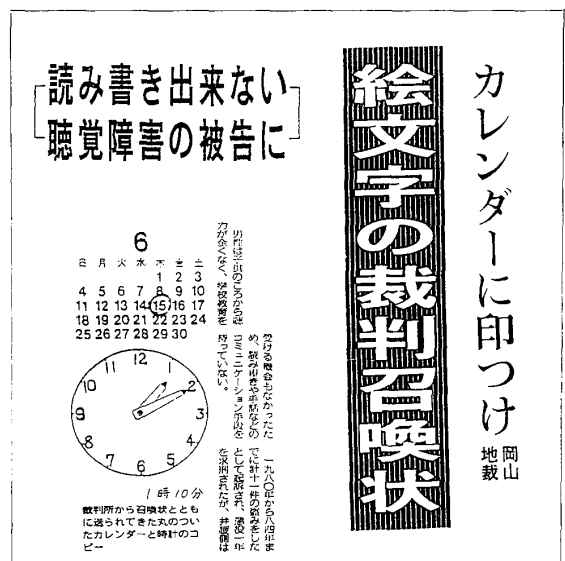 カレンダーに印つけ
岡山
地裁
絵文字の裁判召喚状
読み書き出来ない
聴覚障害の被告に
男性は子供のころから聴
力が全くなく、学校教育を
受ける機会もなかったた
め、読み書きや手話などの
コミュニケーション手段を
持っていない。
一九八〇年から八四年ま
でに計十一件の盗みをした
として起訴され、懲役一年
を求刑されたが、弁護側は
6
日 月 火 水 木 金 土
1 2 3
4 5 6 7 8 9 10
11 12 13 14 15 16 17
18 19 20 21 22 23 24
25 26 27 28 29 30
12
11 1
10 2
9 3
8 4
7 5
6
1時10分
裁判所から召喚状ととも
に送られてきた丸のつい
たカレンダーと時計のコ
ピー